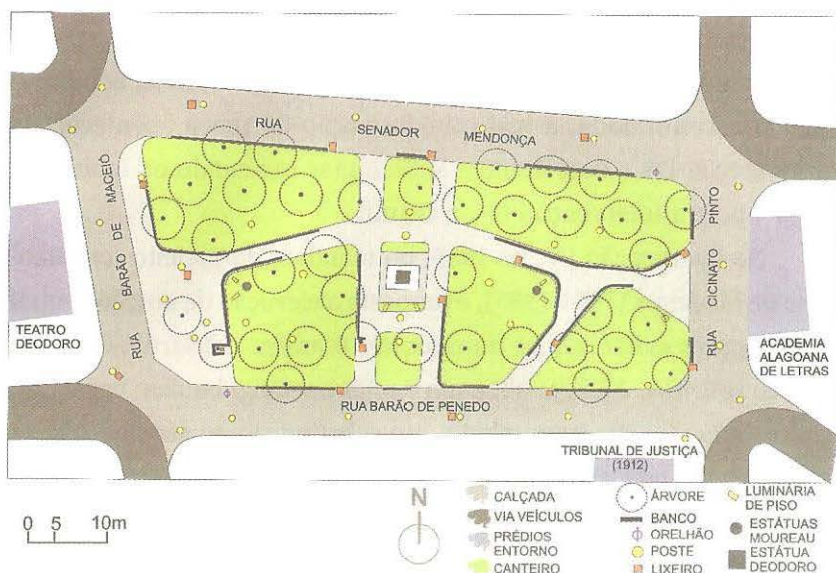 RUA SENADOR MENDONÇA
RUA BARÃO DE MACEIÓ
RUA CICINATO PINTO
TEATRO
DEODORO
ACADEMIA
ALAGOANA
DE LETRAS
RUA BARÃO DE PENEDO
TRIBUNAL DE JUSTIÇA
(1912)
0 5 10m
N
CALÇADA
VIA VEÍCULOS
PRÉDIOS
ENTORNO
CANTEIRO
ÁRVORE
BANCO
ORELHÃO
POSTE
LIXEIRO
LUMINÁRIA
DE PISO
ESTÁTUAS
MOUREAU
ESTÁTUA
DEODORO